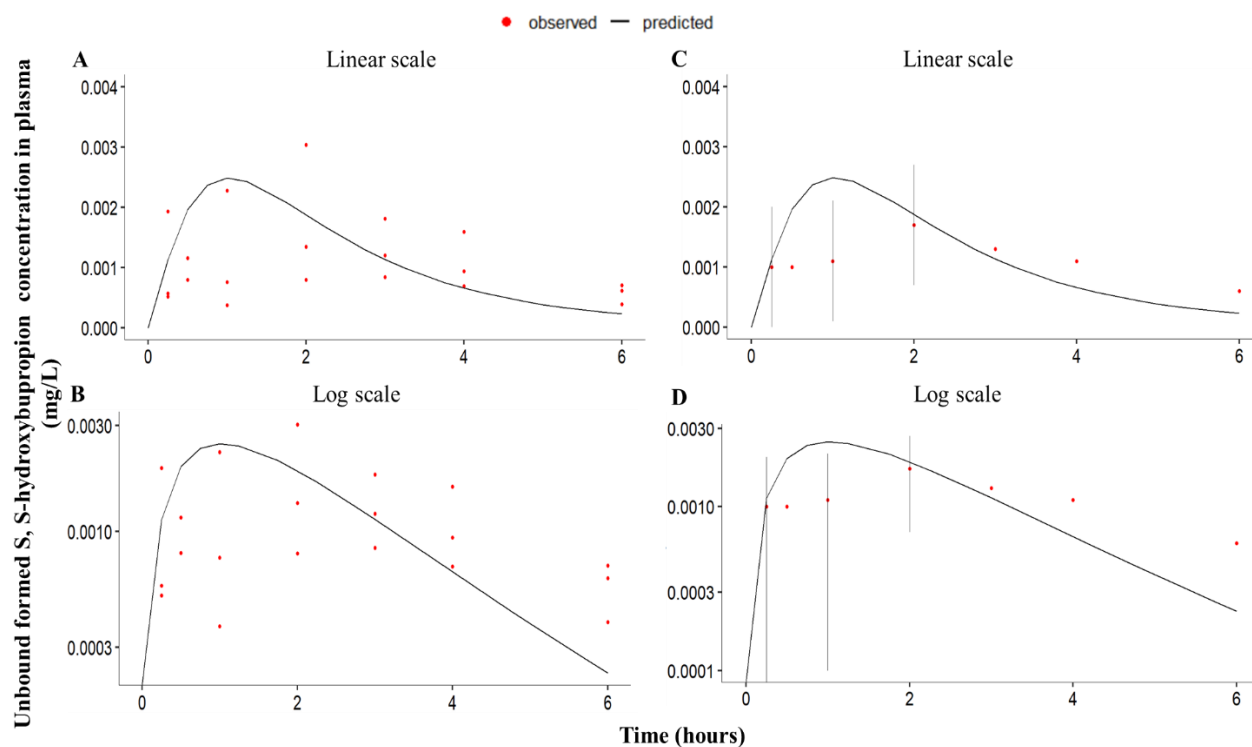 observed predicted
A
Linear scale
0.004
0.003
0.002
0.001
0.000
0 2 4 6
C
Linear scale
0.004
0.003
0.002
0.001
0.000
0 2 4 6
B
Log scale
0.0030
0.0010
0.0003
0 2 4 6
D
Log scale
0.0030
0.0010
0.0003
0.0001
0 2 4 6
Unbound formed S, S-hydroxybupropion concentration in plasma
(mg/L)
Time (hours)